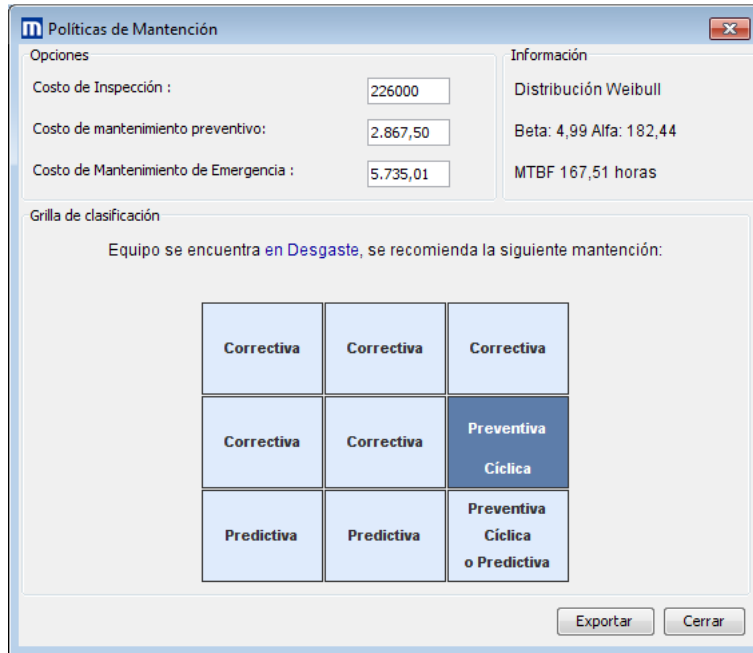 Políticas de Mantención
Opciones
Costo de Inspección :
226000
Costo de mantenimiento preventivo:
2.867,50
Costo de Mantenimiento de Emergencia :
5.735,01
Información
Distribución Weibull
Beta: 4,99 Alfa: 182,44
MTBF 167,51 horas
Grilla de clasificación
Equipo se encuentra en Desgaste, se recomienda la siguiente mantención:
Correctiva
Correctiva
Correctiva
Correctiva
Correctiva
Preventiva
Cíclica
Predictiva
Predictiva
Preventiva
Cíclica
o Predictiva
Exportar
Cerrar